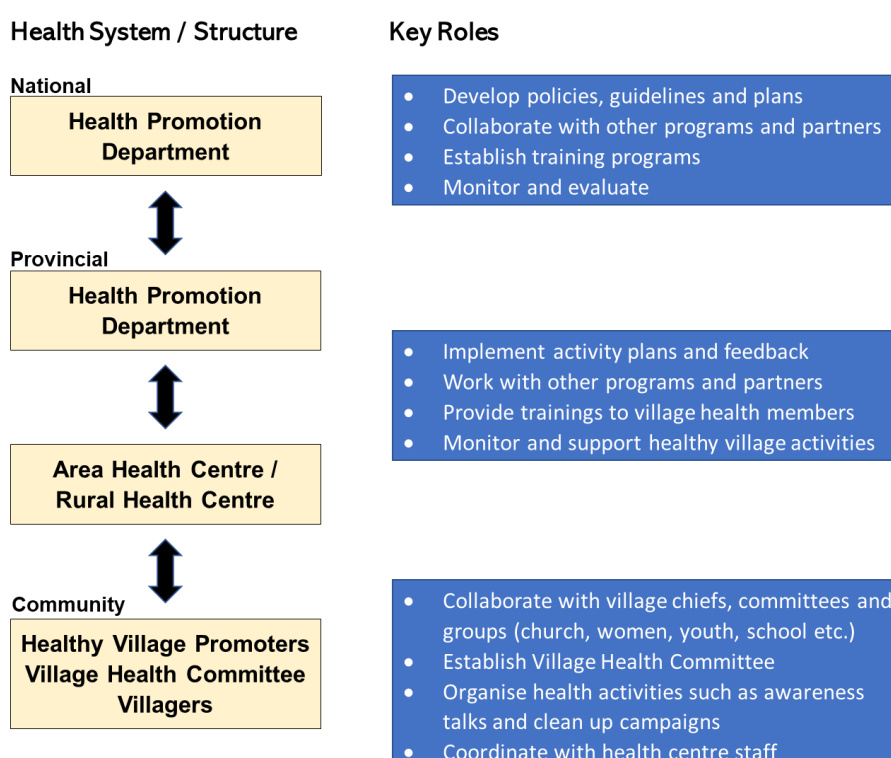 Health System / Structure
Key Roles
National
Health Promotion
Department
• Develop policies, guidelines and plans
• Collaborate with other programs and partners
• Establish training programs
• Monitor and evaluate
Provincial
Health Promotion
Department
• Implement activity plans and feedback
• Work with other programs and partners
• Provide trainings to village health members
• Monitor and support healthy village activities
Area Health Centre /
Rural Health Centre
Community
Healthy Village Promoters
Village Health Committee
Villagers
• Collaborate with village chiefs, committees and
groups (church, women, youth, school etc.)
• Establish Village Health Committee
• Organise health activities such as awareness
talks and clean up campaigns
• Coordinate with health centre staff